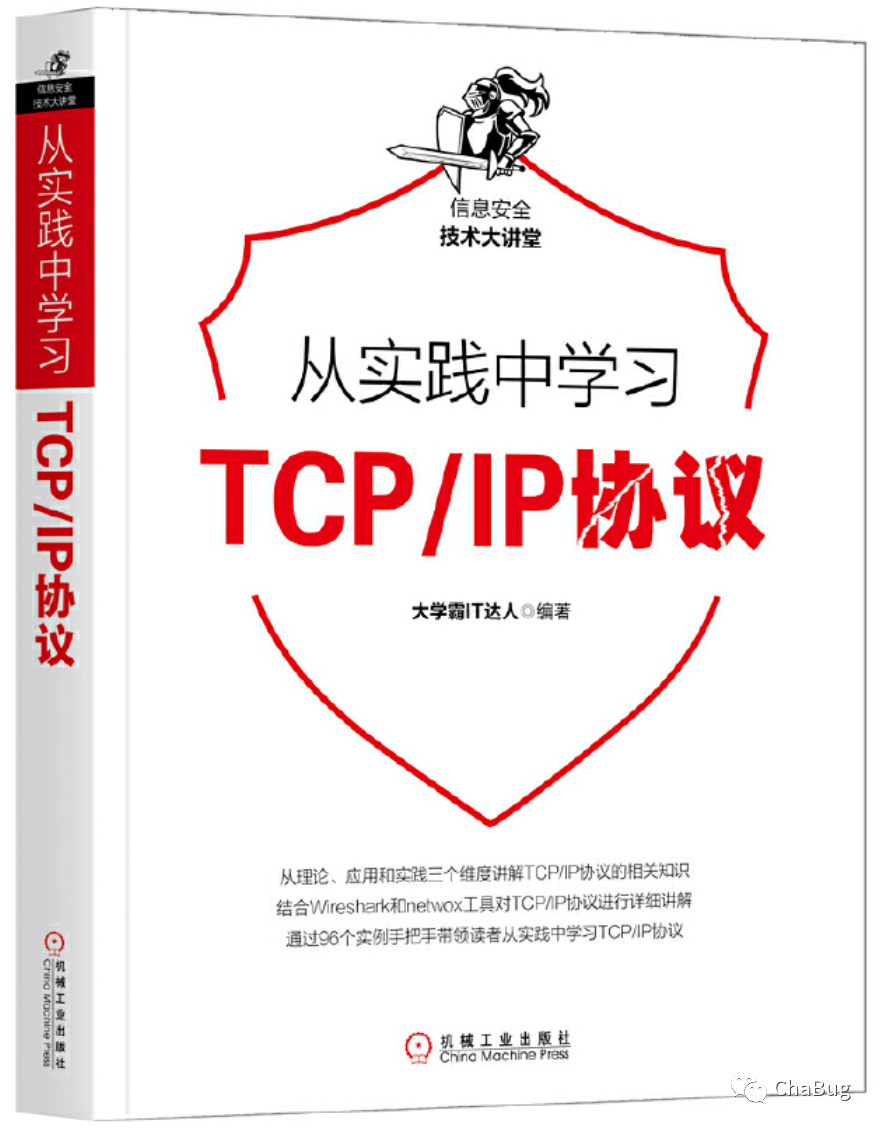 信息安全
技术大讲堂
从实践中学习
TCP/IP协议
机械工业出版社
China Machine Press
信息安全
技术大讲堂
从实践中学习
TCP/IP协议
大学霸IT达人◎编著
从理论、应用和实践三个维度讲解TCP/IP协议的相关知识
结合Wireshark和netwox工具对TCP/IP协议进行详细讲解
通过96个实例手把手带领读者从实践中学习TCP/IP协议
机械工业出版社
China Machine Press
ChaBug